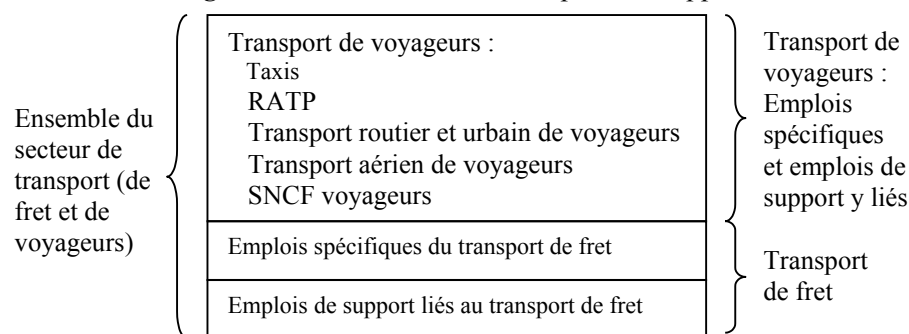 Transport de voyageurs :
Taxis
RATP
Transport routier et urbain de voyageurs
Transport aérien de voyageurs
SNCF voyageurs
Emplois spécifiques du transport de fret
Emplois de support liés au transport de fret
Ensemble du
secteur de
transport (de
fret et de
voyageurs)
Transport de
voyageurs :
Emplois
spécifiques
et emplois de
support y liés
Transport
de fret